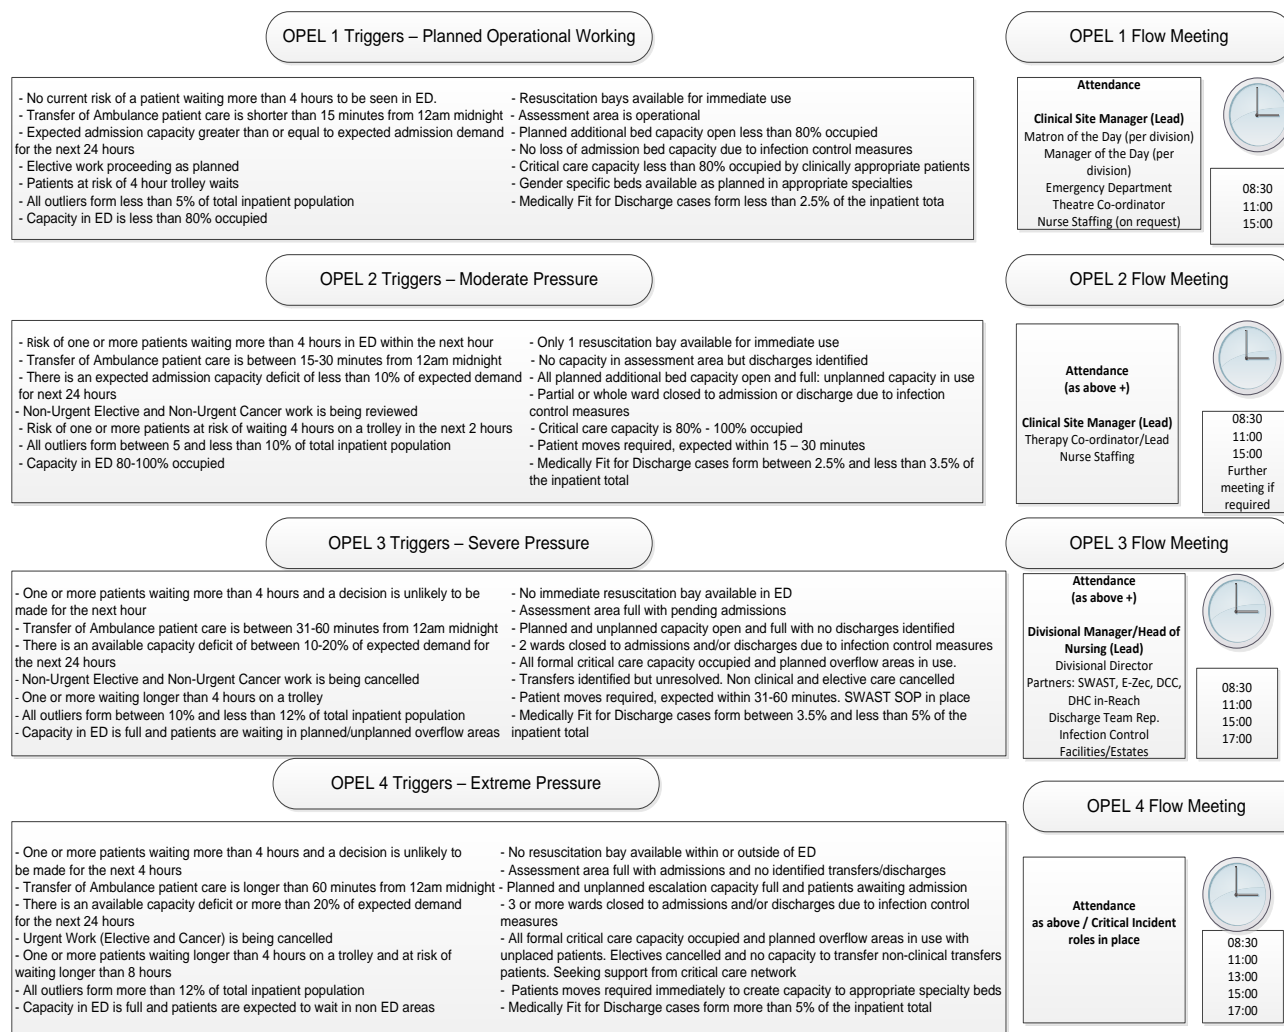 OPEL 1 Triggers – Planned Operational Working
- No current risk of a patient waiting more than 4 hours to be seen in ED.
- Transfer of Ambulance patient care is shorter than 15 minutes from 12am midnight
- Expected admission capacity greater than or equal to expected admission demand
for the next 24 hours
- Elective work proceeding as planned
- Patients at risk of 4 hour trolley waits
- All outliers form less than 5% of total inpatient population
- Capacity in ED is less than 80% occupied
- Resuscitation bays available for immediate use
- Assessment area is operational
- Planned additional bed capacity open less than 80% occupied
- No loss of admission bed capacity due to infection control measures
- Critical care capacity less than 80% occupied by clinically appropriate patients
- Gender specific beds available as planned in appropriate specialties
- Medically Fit for Discharge cases form less than 2.5% of the inpatient tota
OPEL 1 Flow Meeting
Attendance
Clinical Site Manager (Lead)
Matron of the Day (per division)
Manager of the Day (per
division)
Emergency Department
Theatre Co-ordinator
Nurse Staffing (on request)
08:30
11:00
15:00
OPEL 2 Triggers – Moderate Pressure
- Risk of one or more patients waiting more than 4 hours in ED within the next hour
- Transfer of Ambulance patient care is between 15-30 minutes from 12am midnight
- There is an expected admission capacity deficit of less than 10% of expected demand
for next 24 hours
- Non-Urgent Elective and Non-Urgent Cancer work is being reviewed
- Risk of one or more patients at risk of waiting 4 hours on a trolley in the next 2 hours
- All outliers form between 5 and less than 10% of total inpatient population
- Capacity in ED 80-100% occupied
- Only 1 resuscitation bay available for immediate use
- No capacity in assessment area but discharges identified
- All planned additional bed capacity open and full: unplanned capacity in use
- Partial or whole ward closed to admission or discharge due to infection
control measures
- Critical care capacity is 80% - 100% occupied
- Patient moves required, expected within 15 – 30 minutes
- Medically Fit for Discharge cases form between 2.5% and less than 3.5% of
the inpatient total
OPEL 2 Flow Meeting
Attendance
(as above +)
Clinical Site Manager (Lead)
Therapy Co-ordinator/Lead
Nurse Staffing
08:30
11:00
15:00
Further
meeting if
required
OPEL 3 Triggers – Severe Pressure
- One or more patients waiting more than 4 hours and a decision is unlikely to be
made for the next hour
- Transfer of Ambulance patient care is between 31-60 minutes from 12am midnight
- There is an available capacity deficit of between 10-20% of expected demand for
the next 24 hours
- Non-Urgent Elective and Non-Urgent Cancer work is being cancelled
- One or more waiting longer than 4 hours on a trolley
- All outliers form between 10% and less than 12% of total inpatient population
- Capacity in ED is full and patients are waiting in planned/unplanned overflow areas
- No immediate resuscitation bay available in ED
- Assessment area full with pending admissions
- Planned and unplanned capacity open and full with no discharges identified
- 2 wards closed to admissions and/or discharges due to infection control measures
- All formal critical care capacity occupied and planned overflow areas in use.
- Transfers identified but unresolved. Non clinical and elective care cancelled
- Patient moves required, expected within 31-60 minutes. SWAST SOP in place
- Medically Fit for Discharge cases form between 3.5% and less than 5% of the
inpatient total
OPEL 3 Flow Meeting
Attendance
(as above +)
Divisional Manager/Head of
Nursing (Lead)
Divisional Director
Partners: SWAST, E-Zec, DCC,
DHC in-Reach
Discharge Team Rep.
Infection Control
Facilities/Estates
08:30
11:00
15:00
17:00
OPEL 4 Triggers – Extreme Pressure
- One or more patients waiting more than 4 hours and a decision is unlikely to
be made for the next 4 hours
- Transfer of Ambulance patient care is longer than 60 minutes from 12am midnight
- There is an available capacity deficit or more than 20% of expected demand
for the next 24 hours
- Urgent Work (Elective and Cancer) is being cancelled
- One or more patients waiting longer than 4 hours on a trolley and at risk of
waiting longer than 8 hours
- All outliers form more than 12% of total inpatient population
- Capacity in ED is full and patients are expected to wait in non ED areas
- No resuscitation bay available within or outside of ED
- Assessment area full with admissions and no identified transfers/discharges
- Planned and unplanned escalation capacity full and patients awaiting admission
- 3 or more wards closed to admissions and/or discharges due to infection control
measures
- All formal critical care capacity occupied and planned overflow areas in use with
unplaced patients. Electives cancelled and no capacity to transfer non-clinical transfers
patients. Seeking support from critical care network
- Patients moves required immediately to create capacity to appropriate specialty beds
- Medically Fit for Discharge cases form more than 5% of the inpatient total
OPEL 4 Flow Meeting
Attendance
as above / Critical Incident
roles in place
08:30
11:00
13:00
15:00
17:00